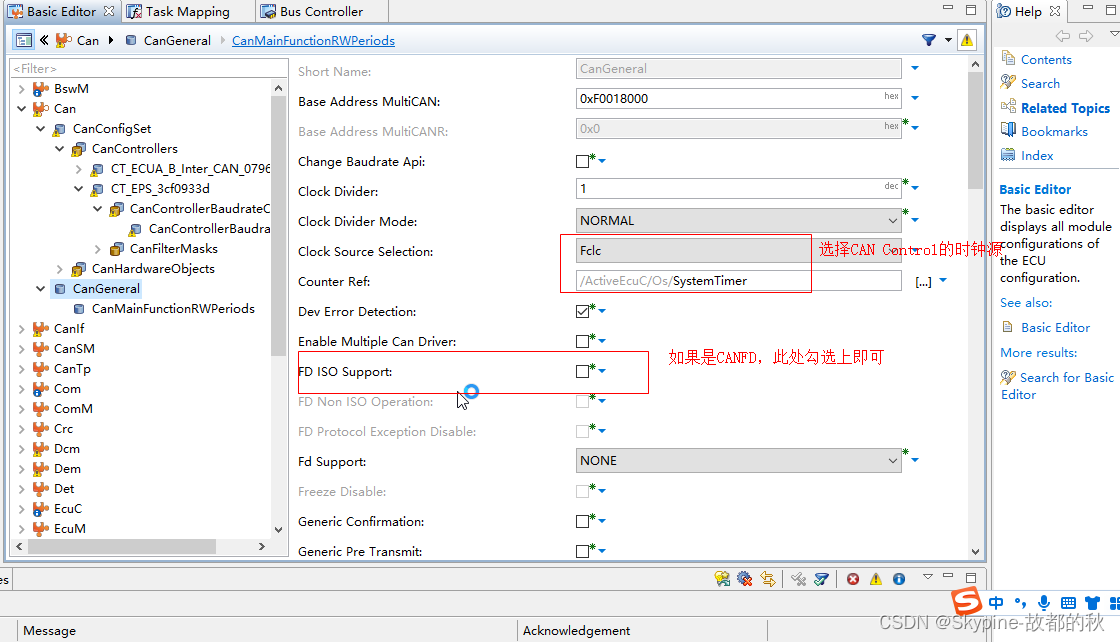 Basic Editor
Task Mapping
Bus Controller
Help
Can
CanGeneral
CanMainFunctionRWPeriods
<Filter>
BswM
Can
CanConfigSet
CanControllers
CT_ECUA_B_Inter_CAN_0796
CT_EPS_3cf0933d
CanControllerBaudrateC
CanControllerBaudra
CanFilterMasks
CanHardwareObjects
CanGeneral
CanMainFunctionRWPeriods
CanIf
CanSM
CanTp
Com
ComM
Crc
Dcm
Dem
Det
EcuC
EcuM
Short Name:
CanGeneral
Base Address MultiCAN:
0xF0018000
hex
Base Address MultiCANR:
0x0
hex
Change Baudrate Api:
Clock Divider:
1
dec
Clock Divider Mode:
NORMAL
Clock Source Selection:
Fclc
选择CAN Control的时钟源
Counter Ref:
/ActiveEcuC/Os/SystemTimer
[...]
Dev Error Detection:
Enable Multiple Can Driver:
如果是CANFD，此处勾选上即可
FD ISO Support:
FD Non ISO Operation:
FD Protocol Exception Disable:
Fd Support:
NONE
Freeze Disable:
Generic Confirmation:
Generic Pre Transmit:
Contents
Search
Related Topics
Bookmarks
Index
Basic Editor
The basic editor
displays all module
configurations of
the ECU
configuration.
See also:
Basic Editor
More results:
Search for Basic
Editor
es
中
Message
Acknowledgement
CSDN @Skypine-故都的秋